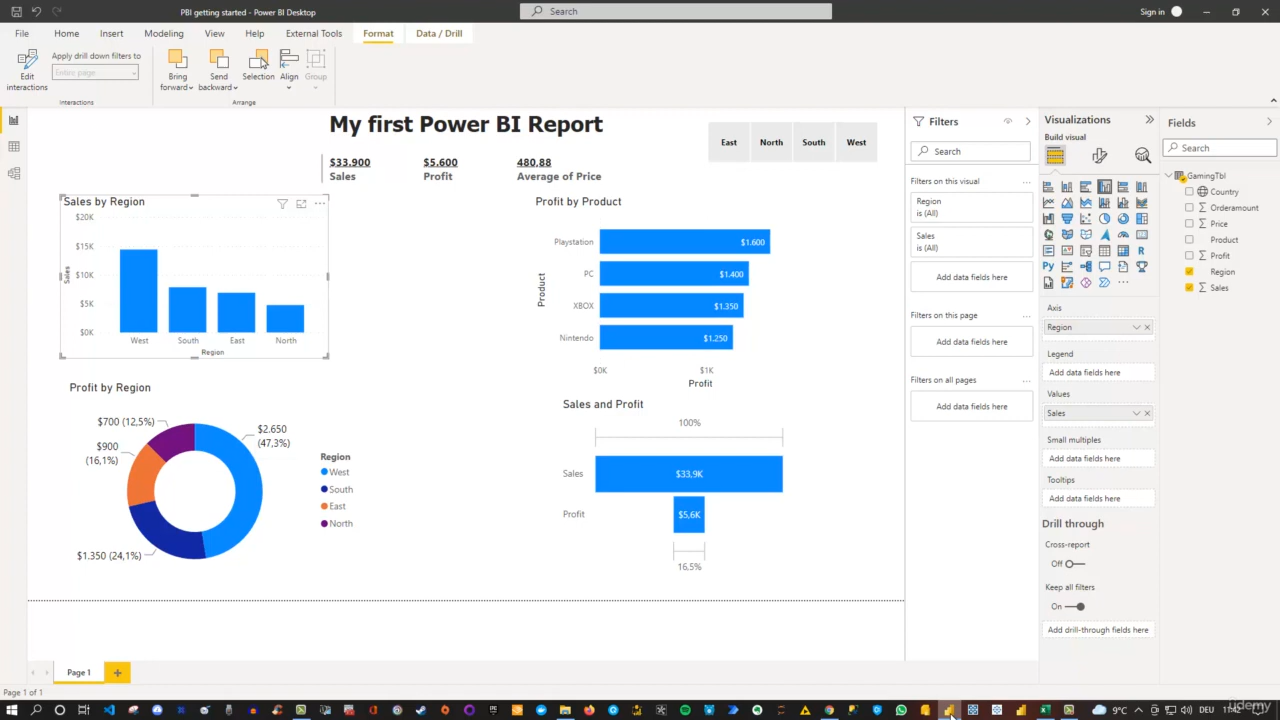 PBI getting started - Power BI Desktop
Search
Sign in
File
Home
Insert
Modeling
View
Help
External Tools
Format
Data / Drill
Edit interactions
Apply drill down filters to
Entire page
Interactions
Bring forward
Send backward
Selection
Align
Group
Arrange
My first Power BI Report
$33.900
Sales
$5.600
Profit
480,88
Average of Price
East
North
South
West
Sales by Region
$20K
$15K
$10K
$5K
$0K
Sales
West
South
East
North
Region
Profit by Product
Product
Playstation
$1.600
PC
$1.400
XBOX
$1.350
Nintendo
$1.250
$0K
$1K
Profit
Profit by Region
$700 (12,5%)
$900
(16,1%)
$2.650
(47,3%)
$1.350 (24,1%)
Region
West
South
East
North
Sales and Profit
100%
Sales
$33,9K
Profit
$5,6K
16,5%
Filters
Search
Filters on this visual
Region
is (All)
Sales
is (All)
Add data fields here
Filters on this page
Add data fields here
Filters on all pages
Add data fields here
Visualizations
Build visual
R
Py
Axis
Region
Legend
Add data fields here
Values
Sales
Small multiples
Add data fields here
Tooltips
Add data fields here
Drill through
Cross-report
Off
Keep all filters
On
Add drill-through fields here
Fields
Search
GamingTbl
Country
Orderamount
Price
Product
Profit
Region
Sales
Page 1
Page 1 of 1
9°C
DEU
Udemy